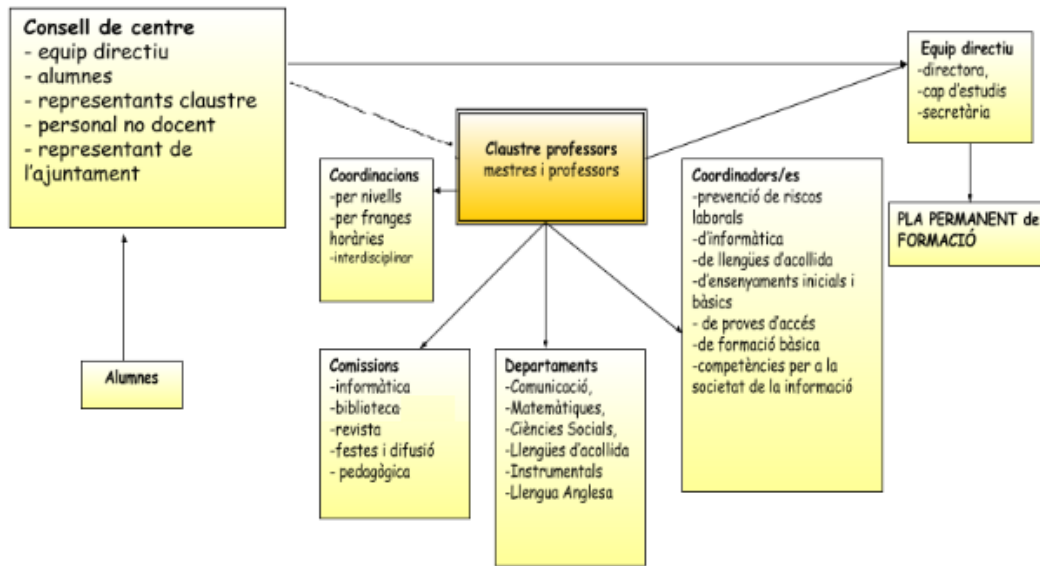 Consell de centre
- equip directiu
- alumnes
- representants claustre
- personal no docent
- representant de
l'ajuntament
Equip directiu
-directora,
-cap d'estudis
-secretària
Claustre professors
mestres i professors
Coordinacions
-per nivells
-per franges
horàries
-interdisciplinar
Coordinadors/es
-prevenció de riscos
laborals
-d'informàtica
-de llengües d'acollida
-d'ensenyaments inicials i
bàsics
- de proves d'accés
-de formació bàsica
-competències per a la
societat de la informació
PLA PERMANENT de
FORMACIÓ
Alumnes
Comissions
-informàtica
-biblioteca
-revista
-festes i difusió
- pedagògica
Departaments
-Comunicació,
-Matemàtiques,
-Ciències Socials,
-Llengües d'acollida
-Instrumentals
-Llengua Anglesa